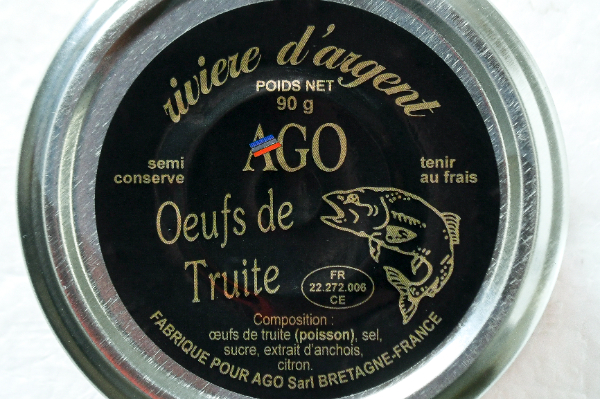 riviere d'argent
POIDS NET
90 g
AGO
semi
conserve
tenir
au frais
Oeufs de
Truite
FR
22.272.006
CE
Composition :
œufs de truite (poisson), sel,
sucre, extrait d'anchois,
citron.
FABRIQUE POUR AGO Sarl BRETAGNE-FRANCE